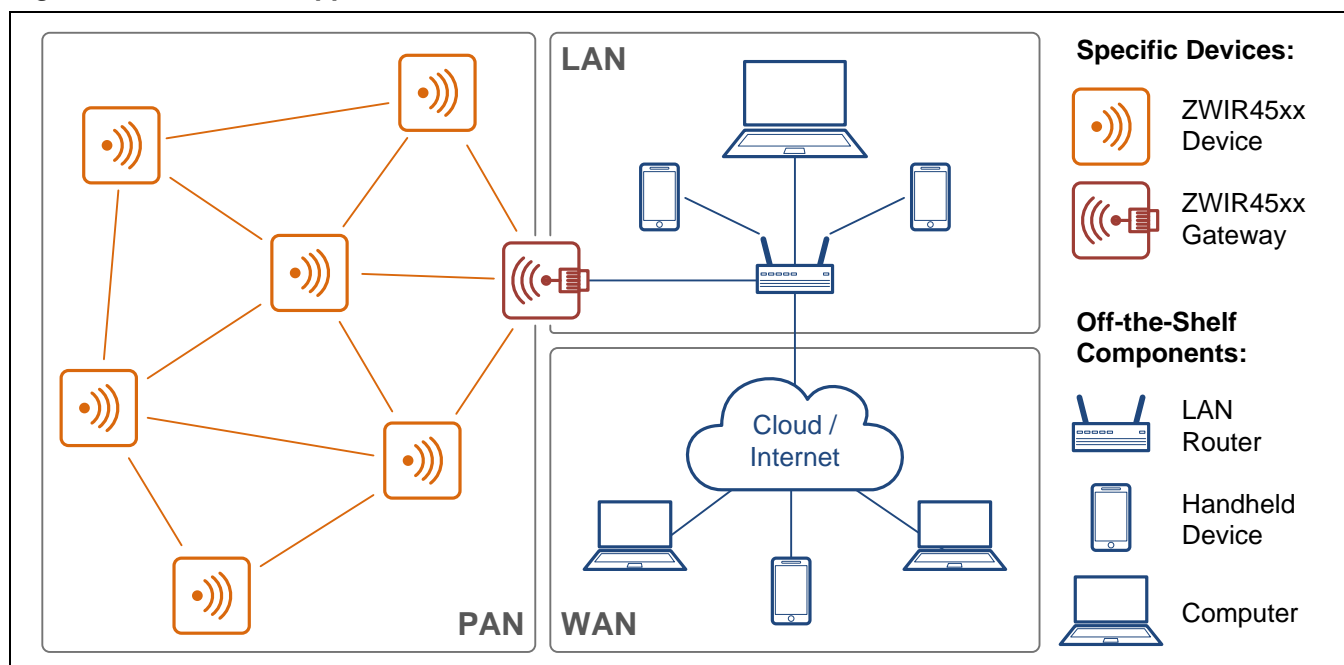 LAN
PAN
WAN
Cloud /
Internet
Specific Devices:
ZWIR45xx
Device
ZWIR45xx
Gateway
Off-the-Shelf
Components:
LAN
Router
Handheld
Device
Computer